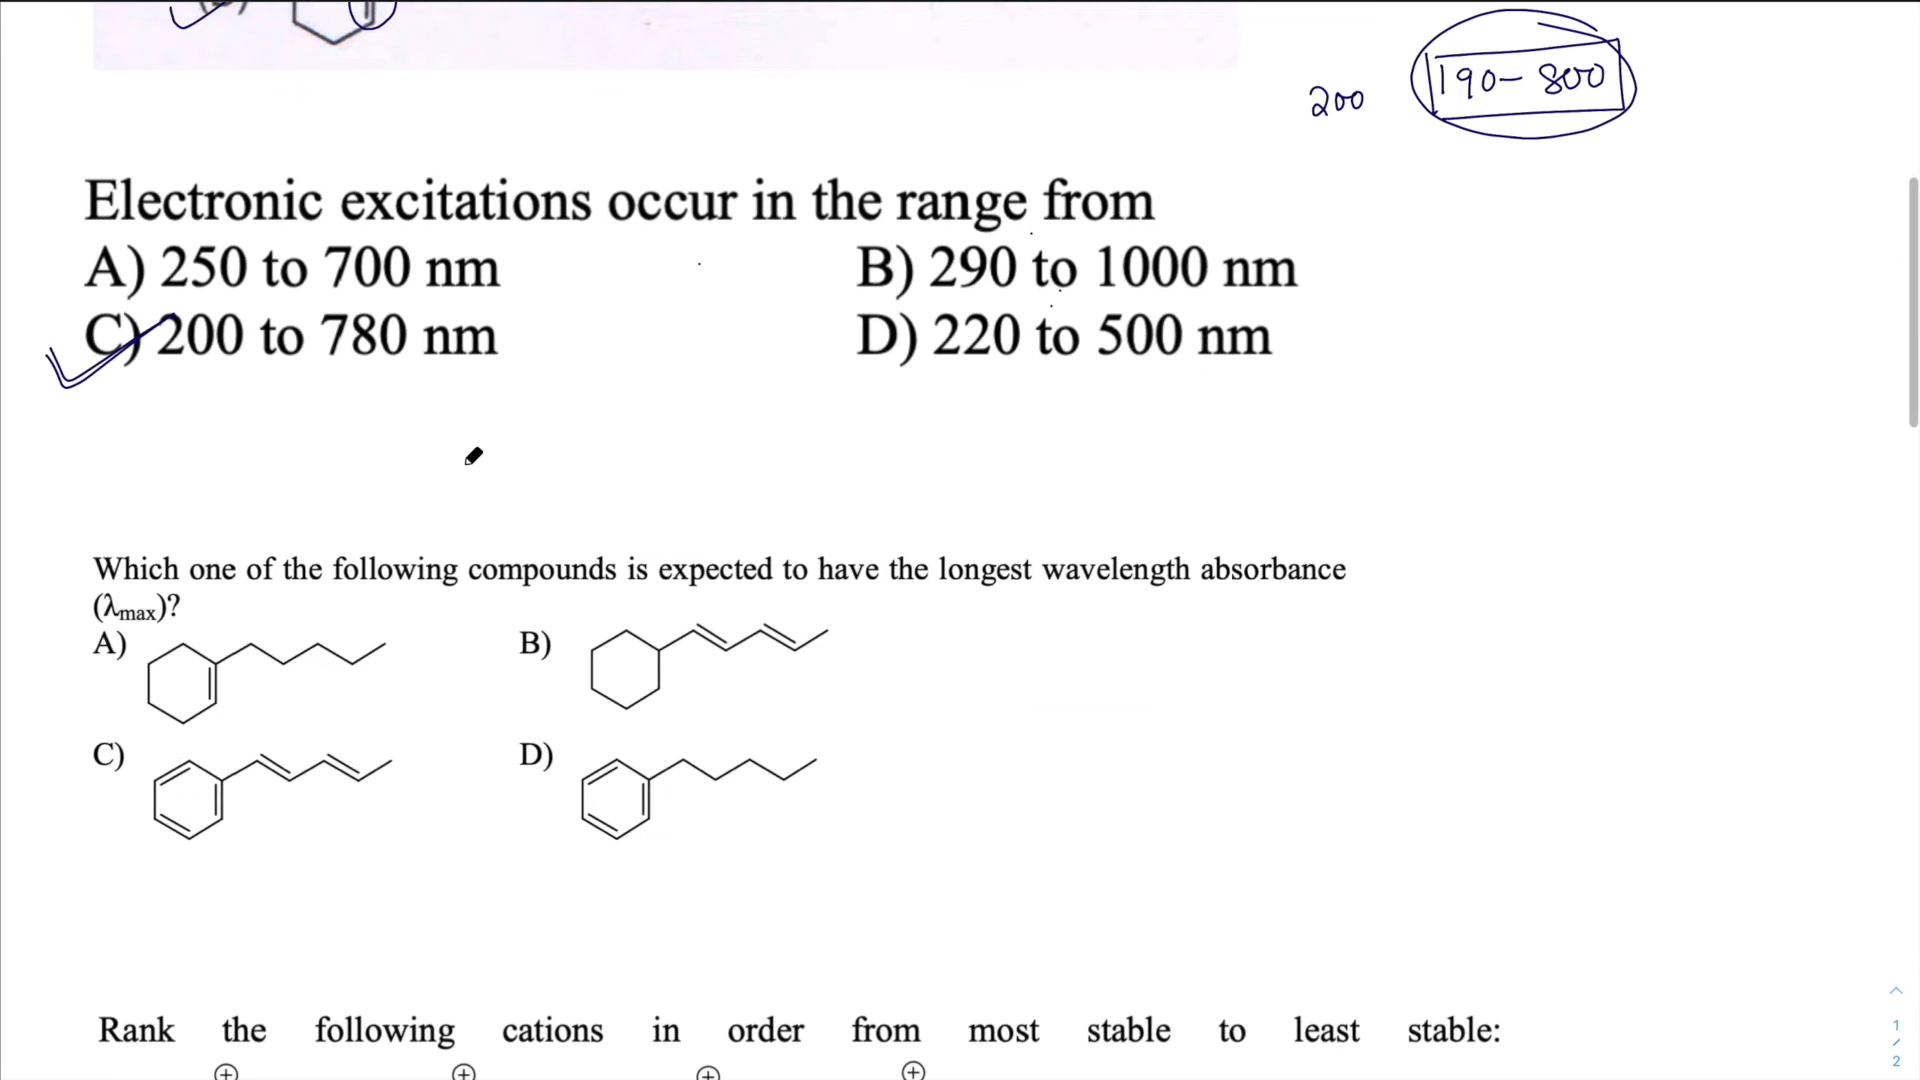 200
190- 800
Electronic excitations occur in the range from
A) 250 to 700 nm B) 290 to 1000 nm
C) 200 to 780 nm D) 220 to 500 nm
Which one of the following compounds is expected to have the longest wavelength absorbance
(λmax)?
A) B)
C) D)
Rank the following cations in order from most stable to least stable:
⊕ ⊕ ⊕ ⊕
1
/
2